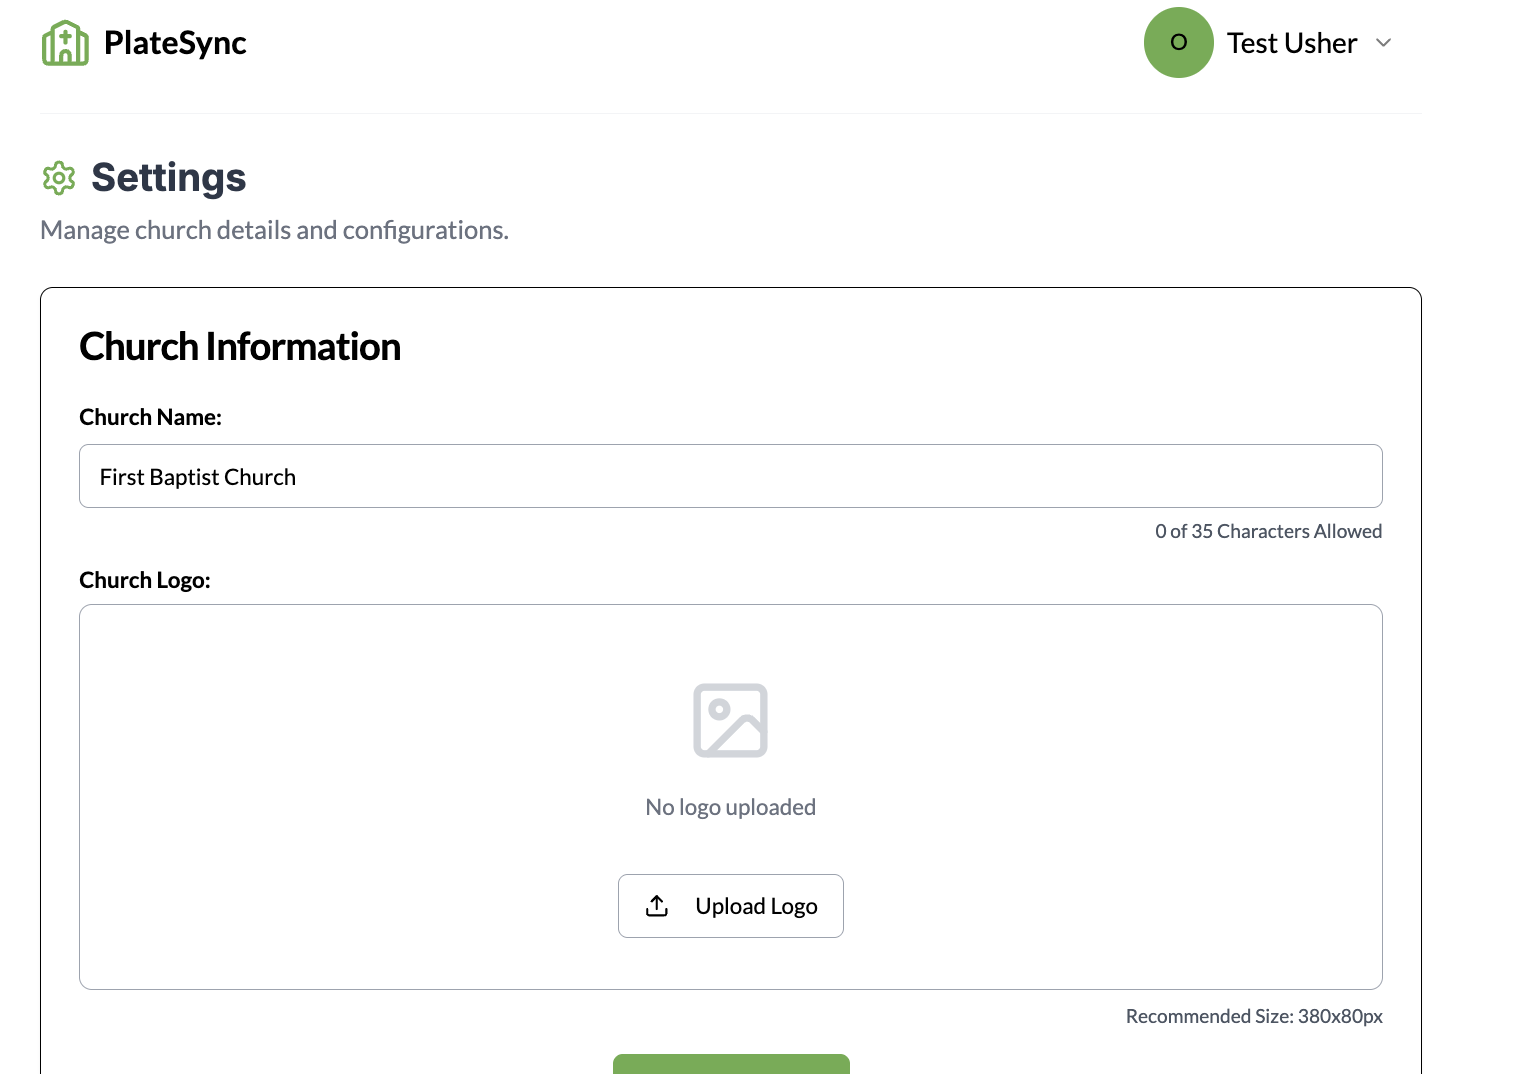 PlateSync
O
Test Usher
Settings
Manage church details and configurations.
Church Information
Church Name:
First Baptist Church
0 of 35 Characters Allowed
Church Logo:
No logo uploaded
Upload Logo
Recommended Size: 380x80px